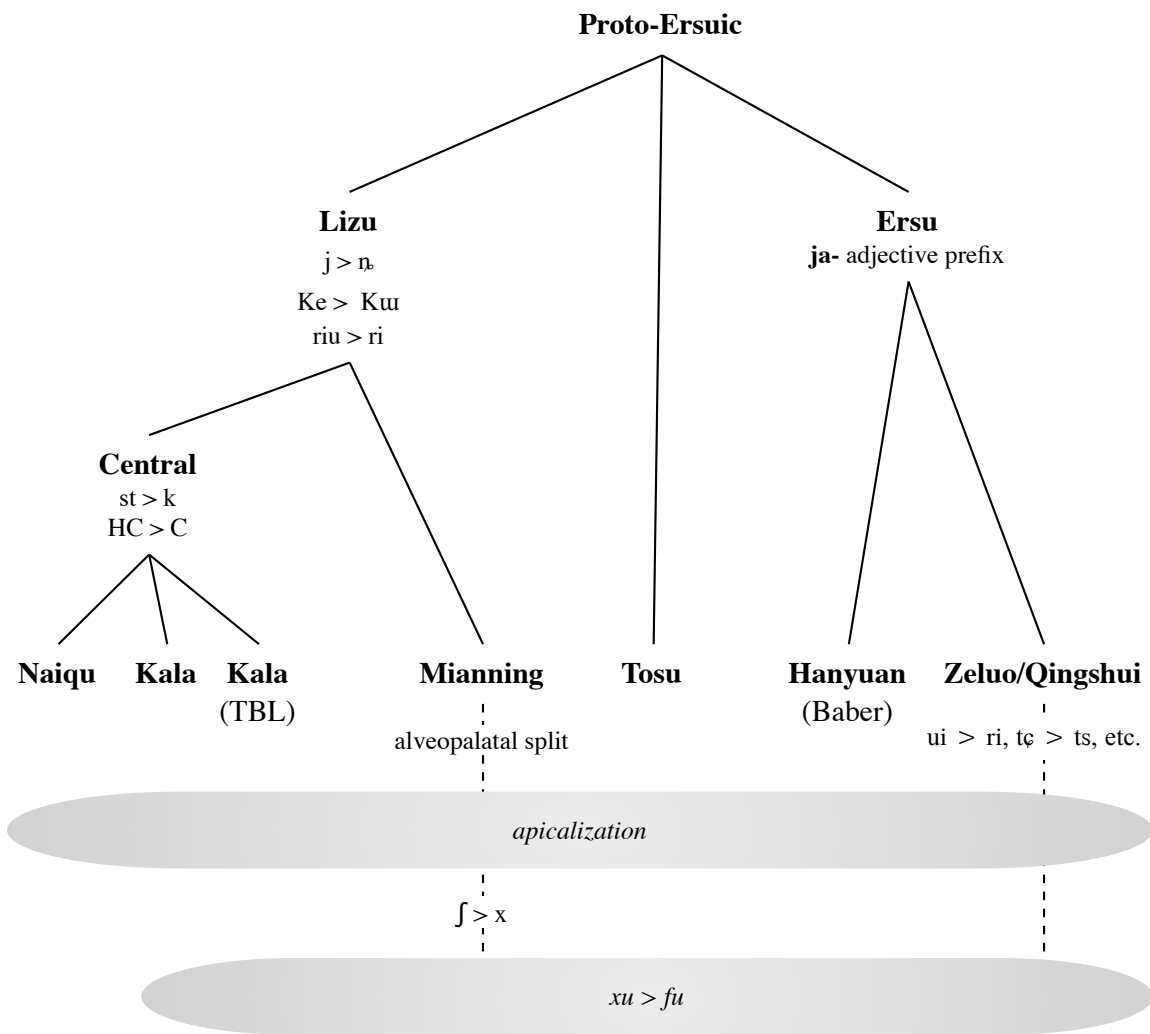 Proto-Ersuic
Lizu
j > ȵ
Ke > Kɯ
riu > ri
Ersu
ja- adjective prefix
Central
st > k
HC > C
Naiqu
Kala
Kala
(TBL)
Mianning
alveopalatal split
Tosu
Hanyuan
(Baber)
Zeluo/Qingshui
ui > ri, tɕ > ts, etc.
apicalization
ʃ > x
xu > fu